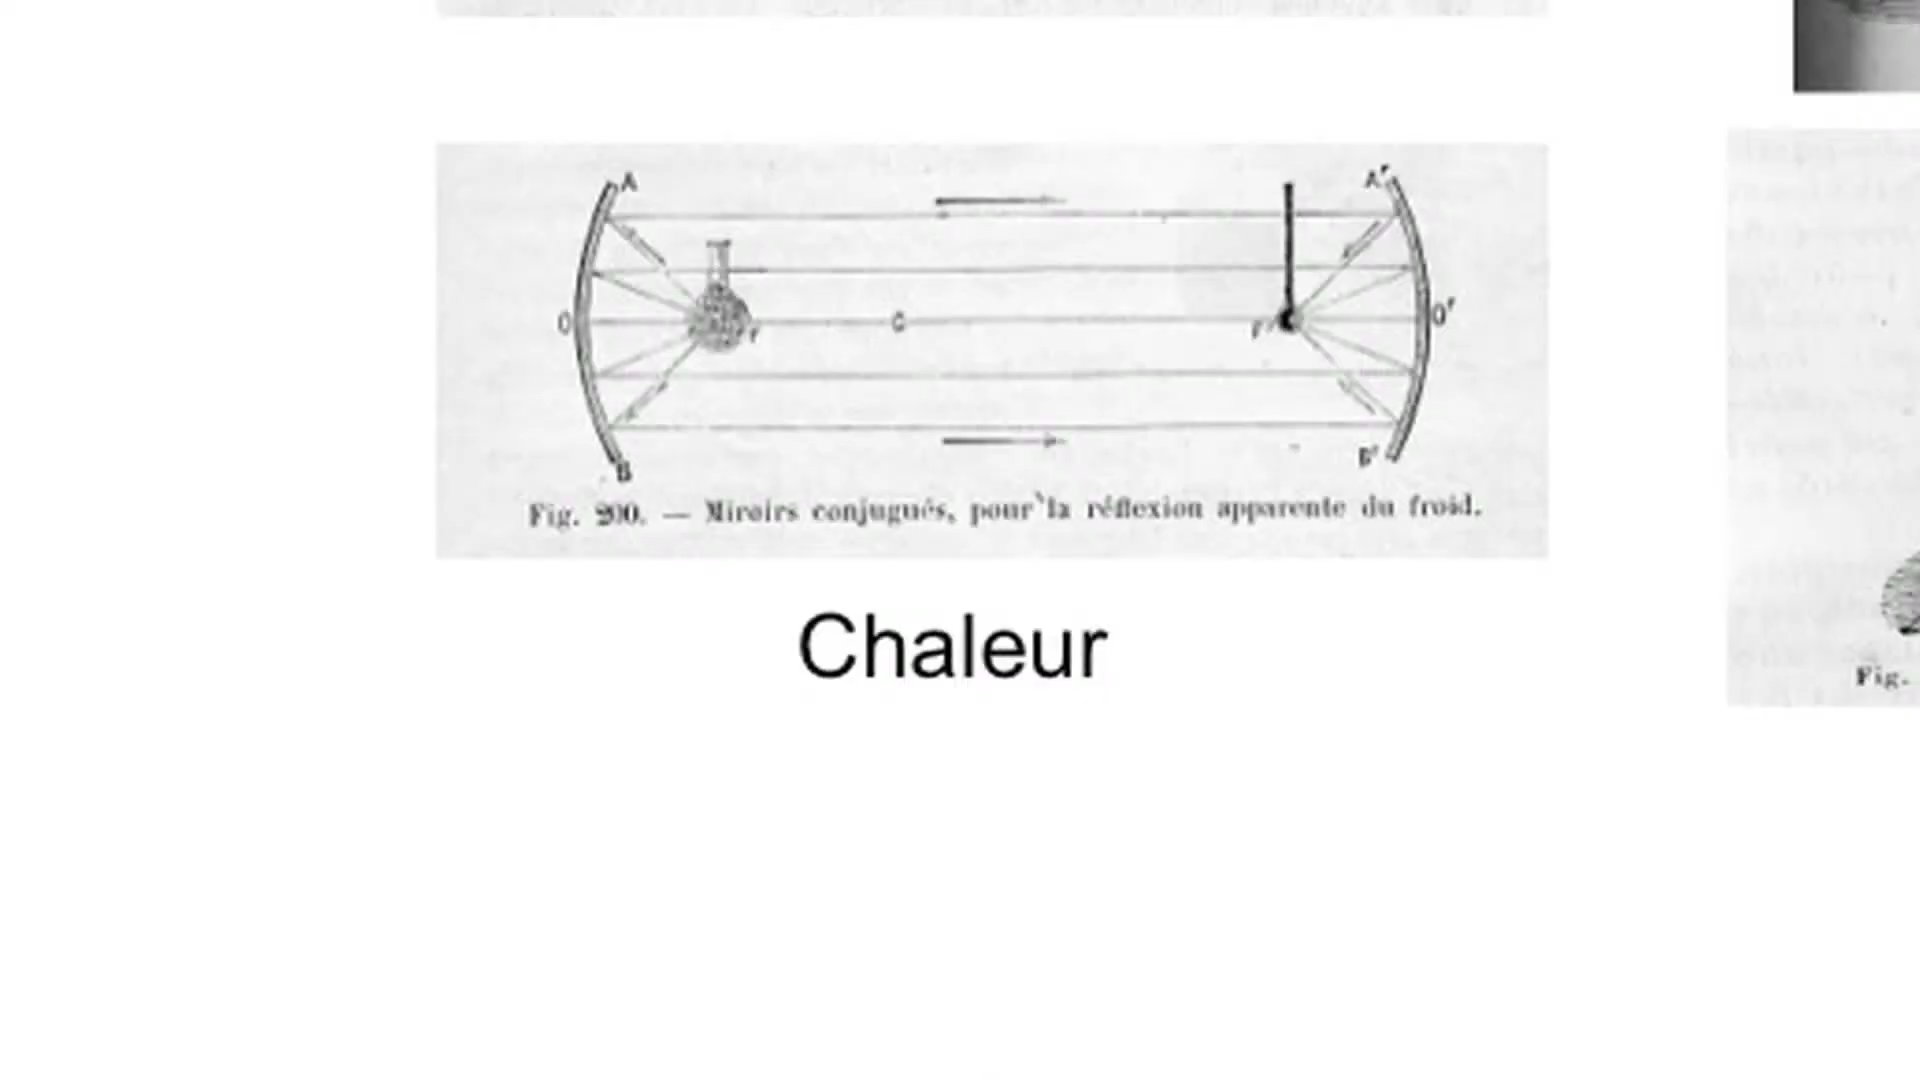 A
A'
O
F
C
F'
O'
B
B'
Fig. 200. — Miroirs conjugués, pour la réflexion apparente du froid.
Chaleur
Fig.